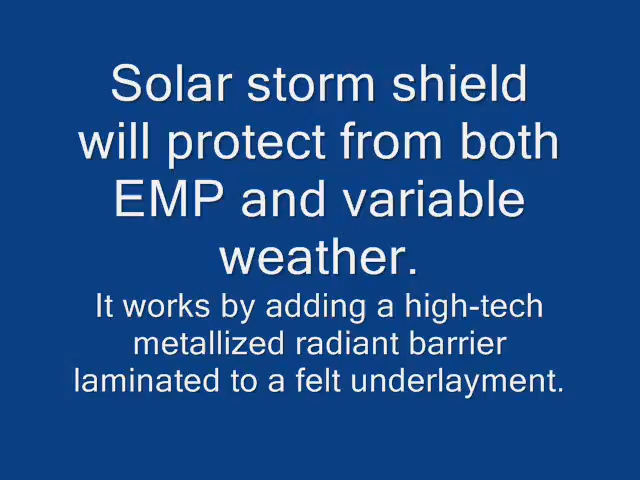 Solar storm shield
will protect from both
EMP and variable
weather.
It works by adding a high-tech
metallized radiant barrier
laminated to a felt underlayment.